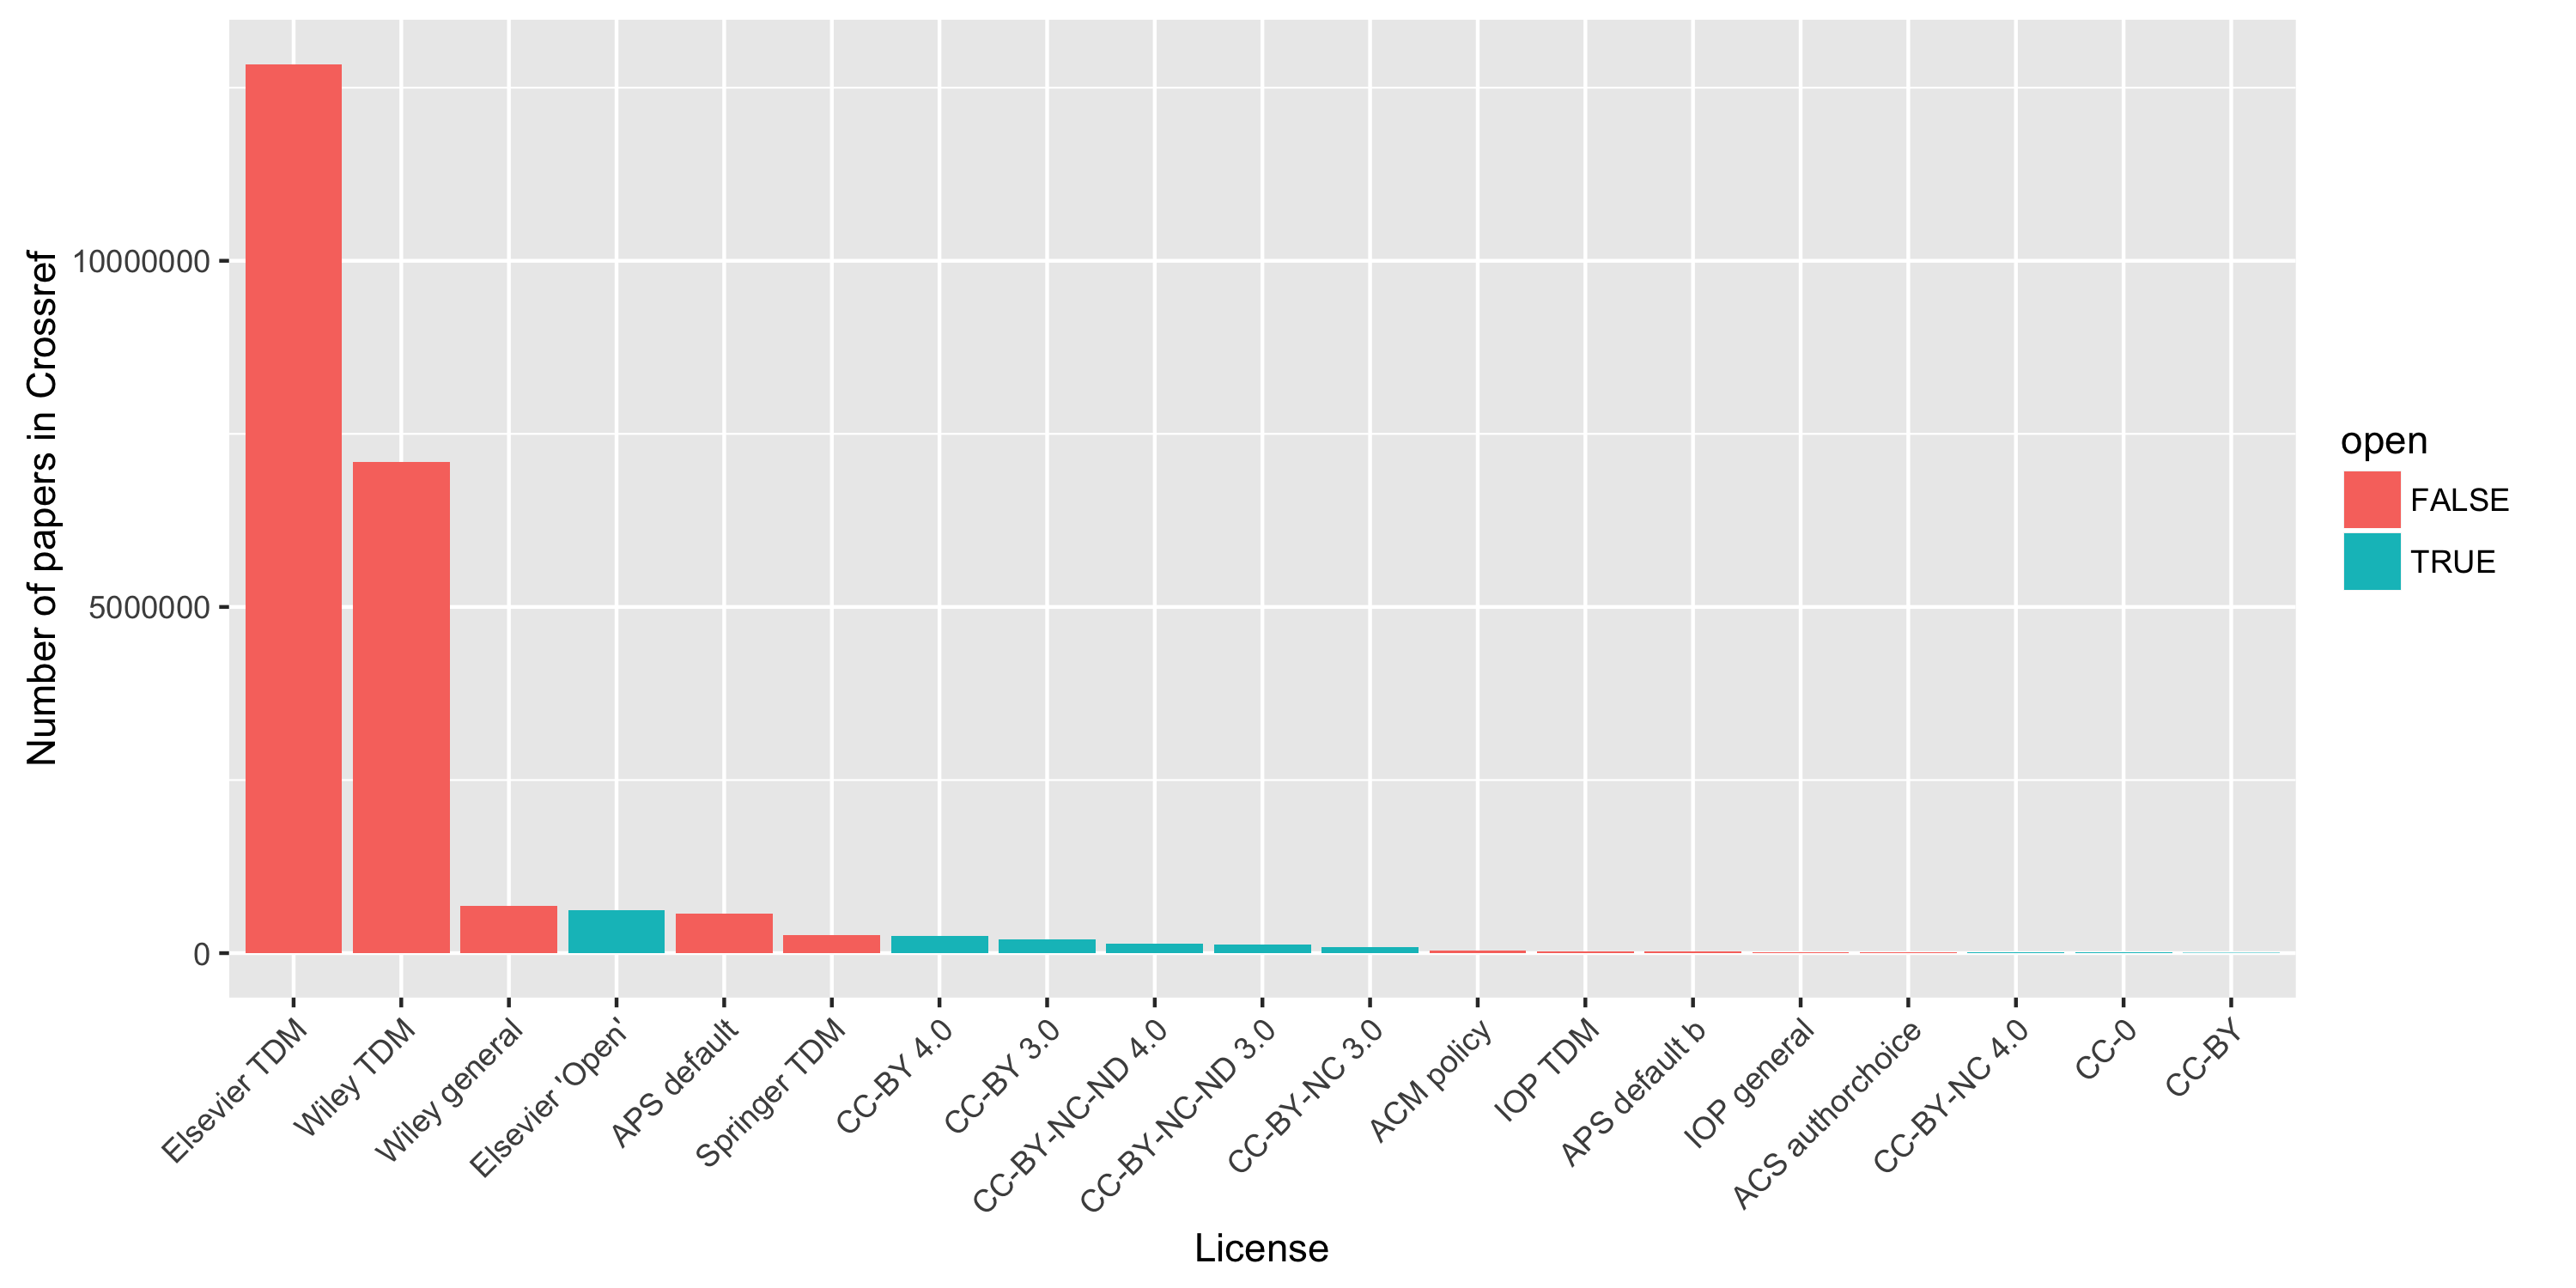 Number of papers in Crossref
10000000
5000000
0
Elsevier TDM
Wiley TDM
Wiley general
Elsevier 'Open'
APS default
Springer TDM
CC-BY 4.0
CC-BY 3.0
CC-BY-NC-ND 4.0
CC-BY-NC-ND 3.0
CC-BY-NC 3.0
ACM policy
IOP TDM
APS default b
IOP general
ACS authorchoice
CC-BY-NC 4.0
CC-0
CC-BY
License
open
FALSE
TRUE